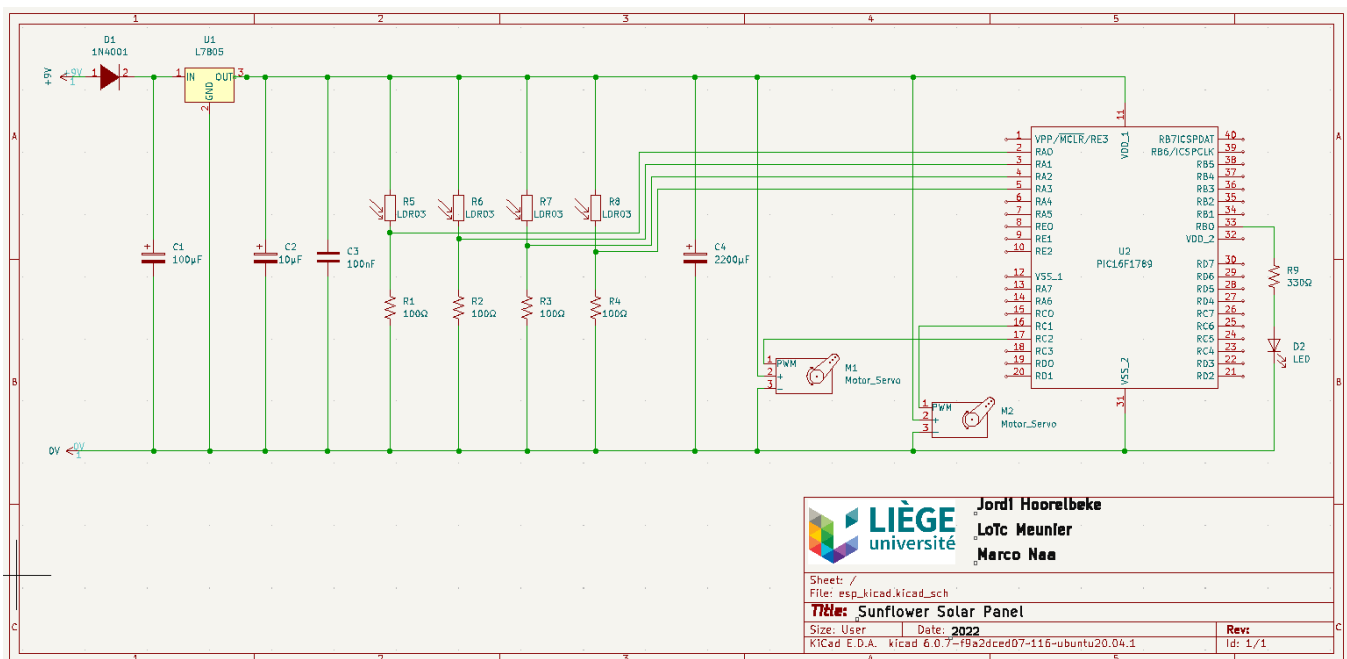 1 2 3 4 5
D1
1N4001
U1
L7805
+9V
+9V
1
1 2
1 IN OUT 3
GND
2
A A
C1
100µF
C2
10µF
C3
100nF
R5
LDR03
R6
LDR03
R7
LDR03
R8
LDR03
R1
100Ω
R2
100Ω
R3
100Ω
R4
100Ω
C4
2200µF
11
VDD_1
1 VPP/MCLR/RE3
2 RA0
3 RA1
4 RA2
5 RA3
6 RA4
7 RA5
8 RE0
9 RE1
10 RE2
12 VSS_1
13 RA7
14 RA6
15 RC0
16 RC1
17 RC2
18 RC3
19 RD0
20 RD1
U2
PIC16F1789
RB7ICSPDAT 40
RB6/ICSPCLK 39
RB5 38
RB4 37
RB3 36
RB2 35
RB1 34
RB0 33
VDD_2 32
RD7 30
RD6 29
RD5 28
RD4 27
RC7 26
RC6 25
RC5 24
RC4 23
RD3 22
RD2 21
VSS_2
31
R9
330Ω
D2
LED
B B
1 PWM
2 +
3 -
M1
Motor_Servo
1 PWM
2 +
3 -
M2
Motor_Servo
0V
0V
1
LIÈGE
université
Jordi Hoorelbeke
Loïc Meunier
Marco Naa
Sheet: /
File: esp_kicad.kicad_sch
Title: Sunflower Solar Panel
Size: User Date: 2022 Rev:
KiCad E.D.A. kicad 6.0.7-f9a2dced07-116-ubuntu20.04.1 Id: 1/1
C C
1 2 3 4 5